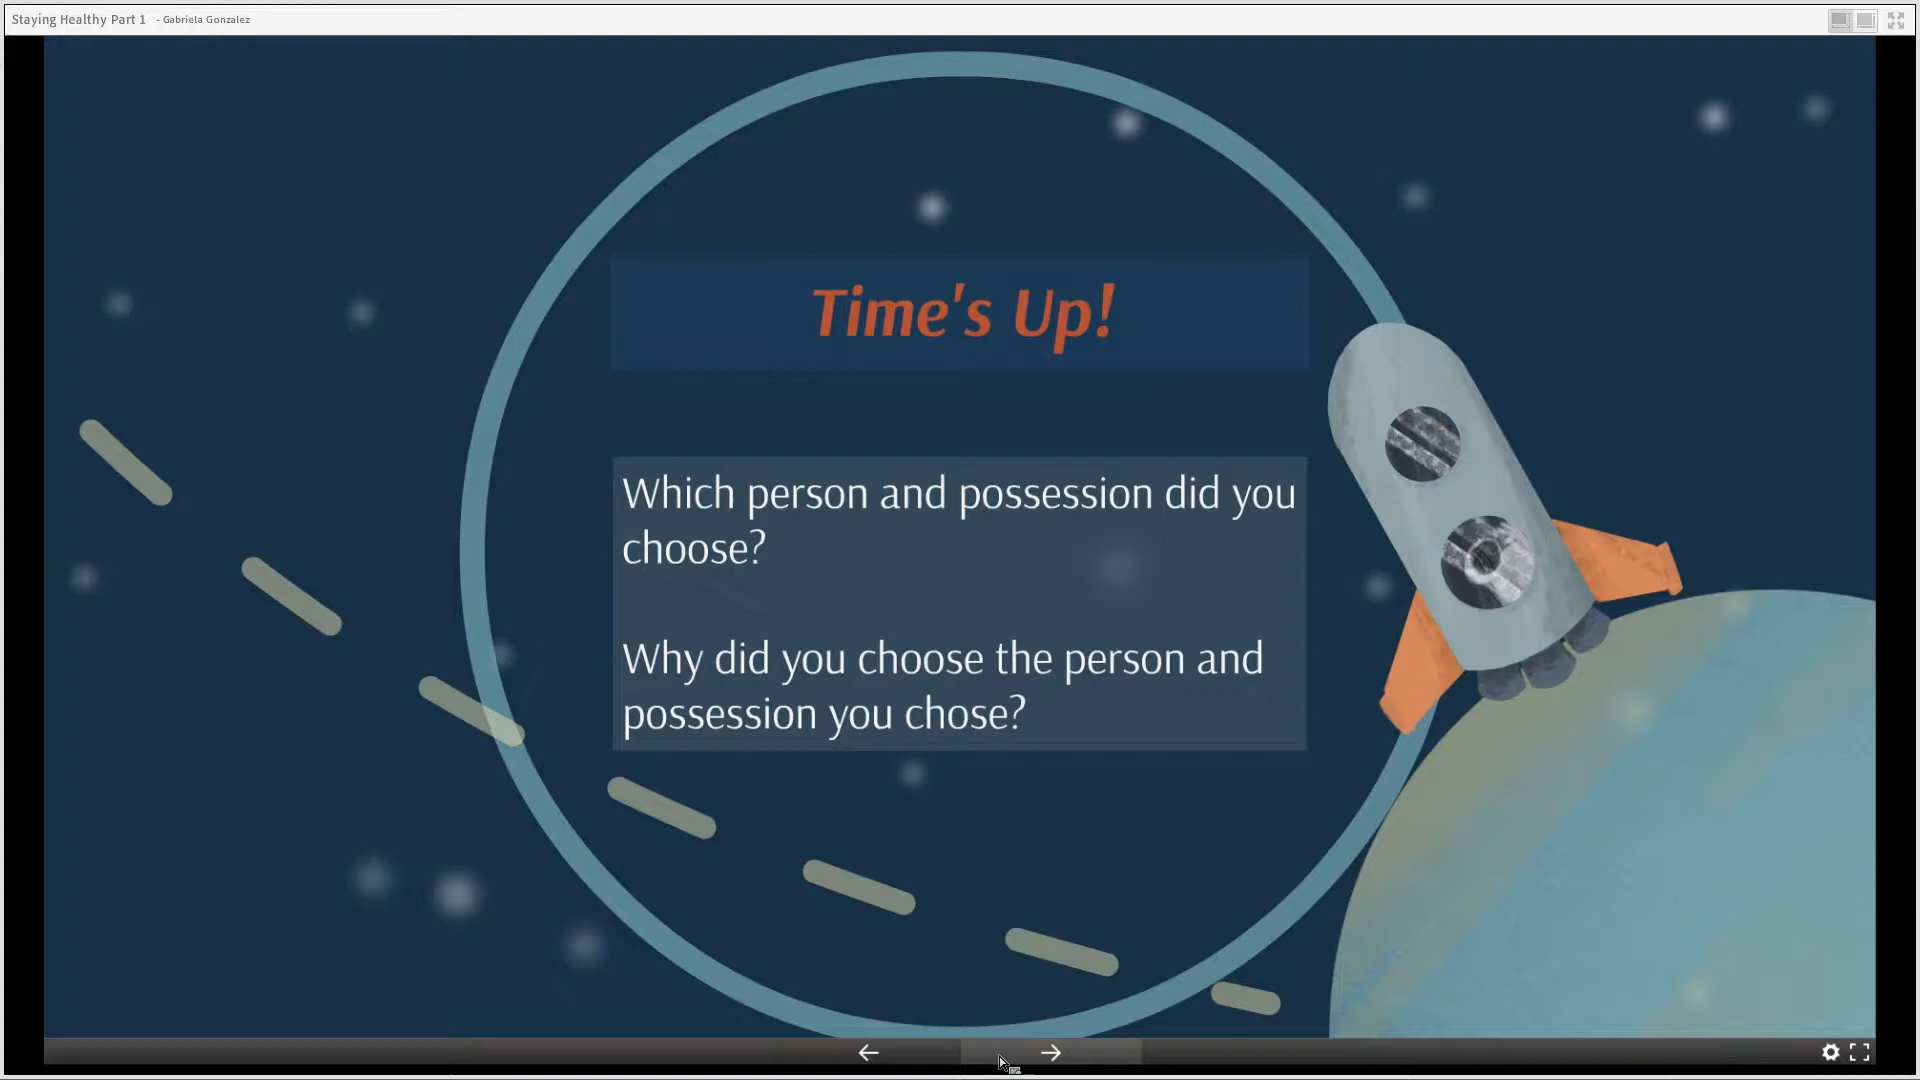 Staying Healthy Part 1 - Gabriela Gonzalez
Time's Up!
Which person and possession did you
choose?
Why did you choose the person and
possession you chose?